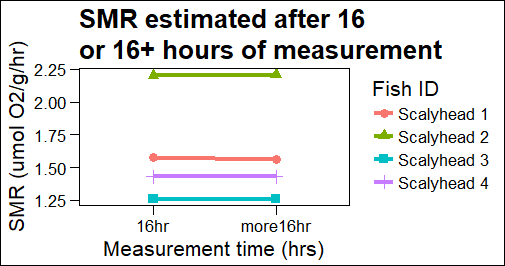 SMR estimated after 16
or 16+ hours of measurement
SMR (umol O2/g/hr)
2.25
2.00
1.75
1.50
1.25
16hr
more16hr
Measurement time (hrs)
Fish ID
Scalyhead 1
Scalyhead 2
Scalyhead 3
Scalyhead 4